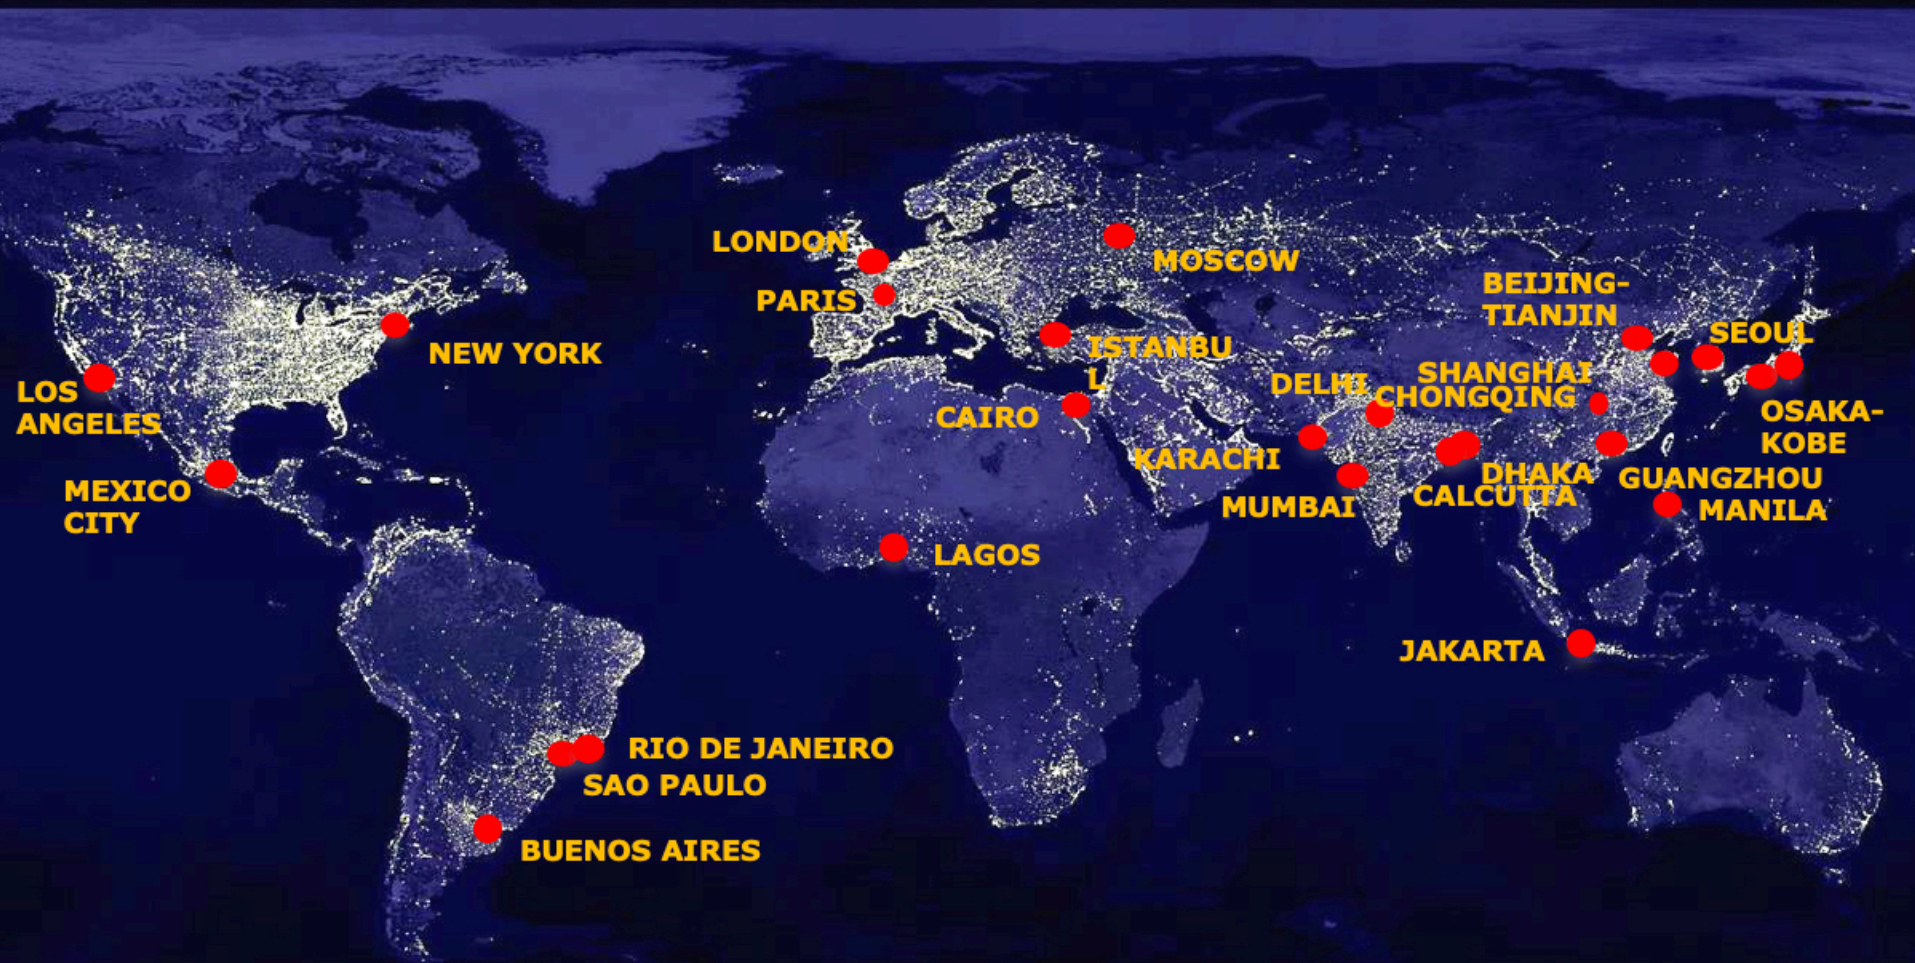 LONDON
MOSCOW
BEIJING-
TIANJIN
PARIS
SEOUL
NEW YORK
ISTANBU
L
LOS
ANGELES
DELHI
SHANGHAI
CHONGQING
CAIRO
OSAKA-
KOBE
KARACHI
MEXICO
CITY
MUMBAI
DHAKA
CALCUTTA
GUANGZHOU
MANILA
LAGOS
JAKARTA
RIO DE JANEIRO
SAO PAULO
BUENOS AIRES